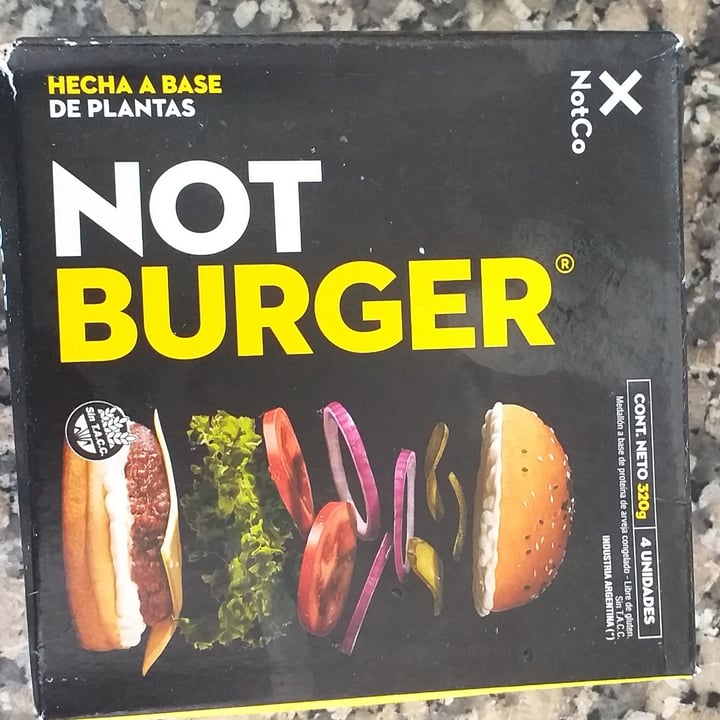 HECHA A BASE
DE PLANTAS
NotCo
NOT
BURGER®
Sin T.A.C.C.
CONT. NETO 320g
4 UNIDADES
Medallón a base de proteína de arveja congelado - Libre de gluten.
Sin T.A.C.C.
INDUSTRIA ARGENTINA (*)